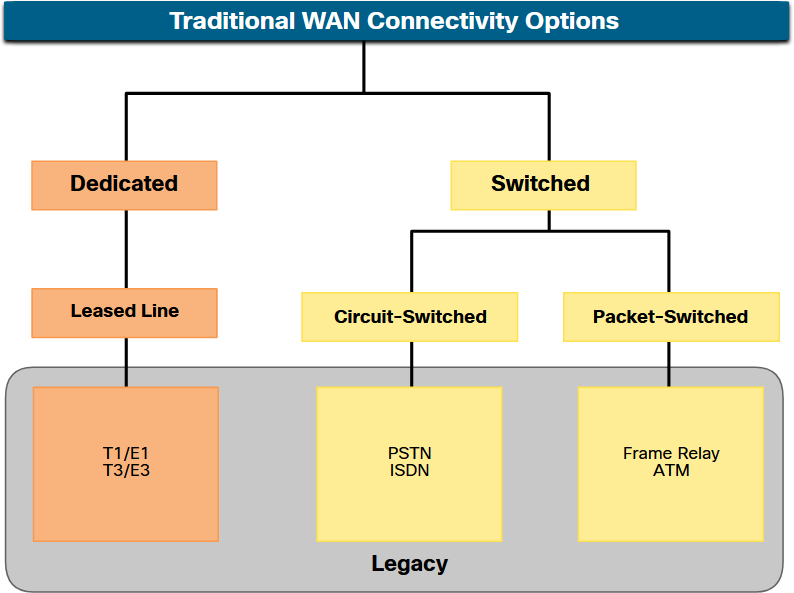 Traditional WAN Connectivity Options
Dedicated
Switched
Leased Line
Circuit-Switched
Packet-Switched
T1/E1
T3/E3
PSTN
ISDN
Frame Relay
ATM
Legacy